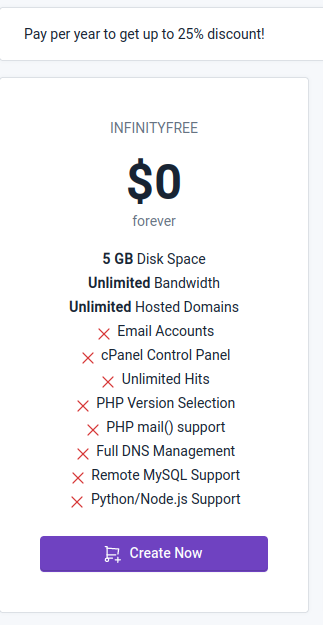 Pay per year to get up to 25% discount!
INFINITYFREE
$0
forever
5 GB Disk Space
Unlimited Bandwidth
Unlimited Hosted Domains
Email Accounts
cPanel Control Panel
Unlimited Hits
PHP Version Selection
PHP mail() support
Full DNS Management
Remote MySQL Support
Python/Node.js Support
Create Now